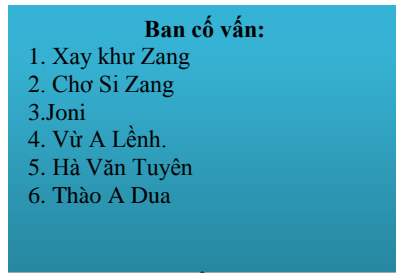 Ban cố vấn:
1. Xay khư Zang
2. Chơ Si Zang
3.Joni
4. Vừ A Lềnh.
5. Hà Văn Tuyên
6. Thào A Dua